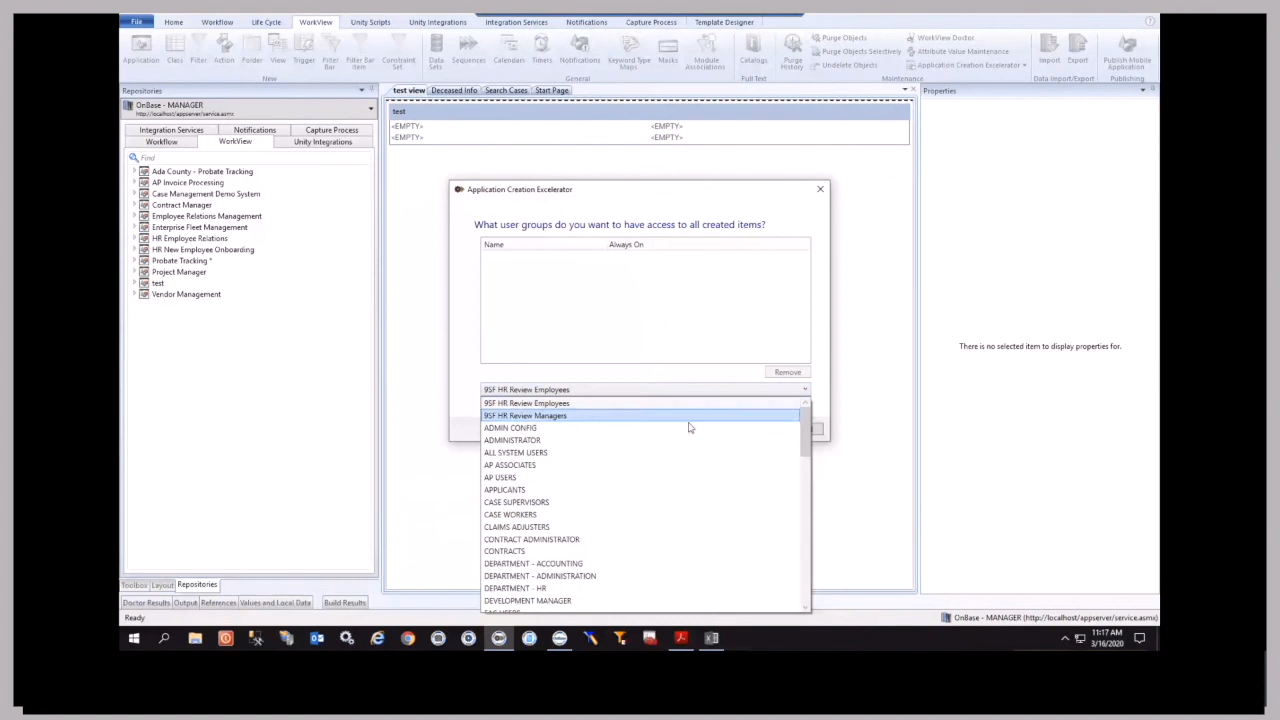 File Home Workflow Life Cycle WorkView Unity Scripts Unity Integrations Integration Services Notifications Capture Process Template Designer
Application Class Filter Action Folder View Trigger Filter Bar Filter Bar Item Constraint Set
New
Data Sets Sequences Calendars Timers Notifications Keyword Type Maps Masks Module Associations
General
Catalogs
Full-Text
Purge History Purge Objects Purge Objects Selectively Undelete Objects WorkView Doctor Attribute Value Maintenance Application Creation Excelerator
Maintenance
Import Export
Data Import/Export
Publish Mobile Application
Publishing
Repositories
OnBase - MANAGER
http://localhost/appserver/service.asmx
Integration Services Notifications Capture Process
Workflow WorkView Unity Integrations
Find
Ada County - Probate Tracking
AP Invoice Processing
Case Management Demo System
Contract Manager
Employee Relations Management
Enterprise Fleet Management
HR Employee Relations
HR New Employee Onboarding
Probate Tracking *
Project Manager
test
Vendor Management
test view Deceased Info Search Cases Start Page
test
<EMPTY> <EMPTY>
<EMPTY> <EMPTY>
Application Creation Excelerator
What user groups do you want to have access to all created items?
Name Always On
Remove
9SF HR Review Employees
9SF HR Review Employees
9SF HR Review Managers
ADMIN CONFIG
ADMINISTRATOR
ALL SYSTEM USERS
AP ASSOCIATES
AP USERS
APPLICANTS
CASE SUPERVISORS
CASE WORKERS
CLAIMS ADJUSTERS
CONTRACT ADMINISTRATOR
CONTRACTS
DEPARTMENT - ACCOUNTING
DEPARTMENT - ADMINISTRATION
DEPARTMENT - HR
DEVELOPMENT MANAGER
Properties
There is no selected item to display properties for.
Toolbox Layout Repositories
Doctor Results Output References Values and Local Data Build Results
Ready
OnBase - MANAGER (http://localhost/appserver/service.asmx)
11:17 AM
3/16/2020